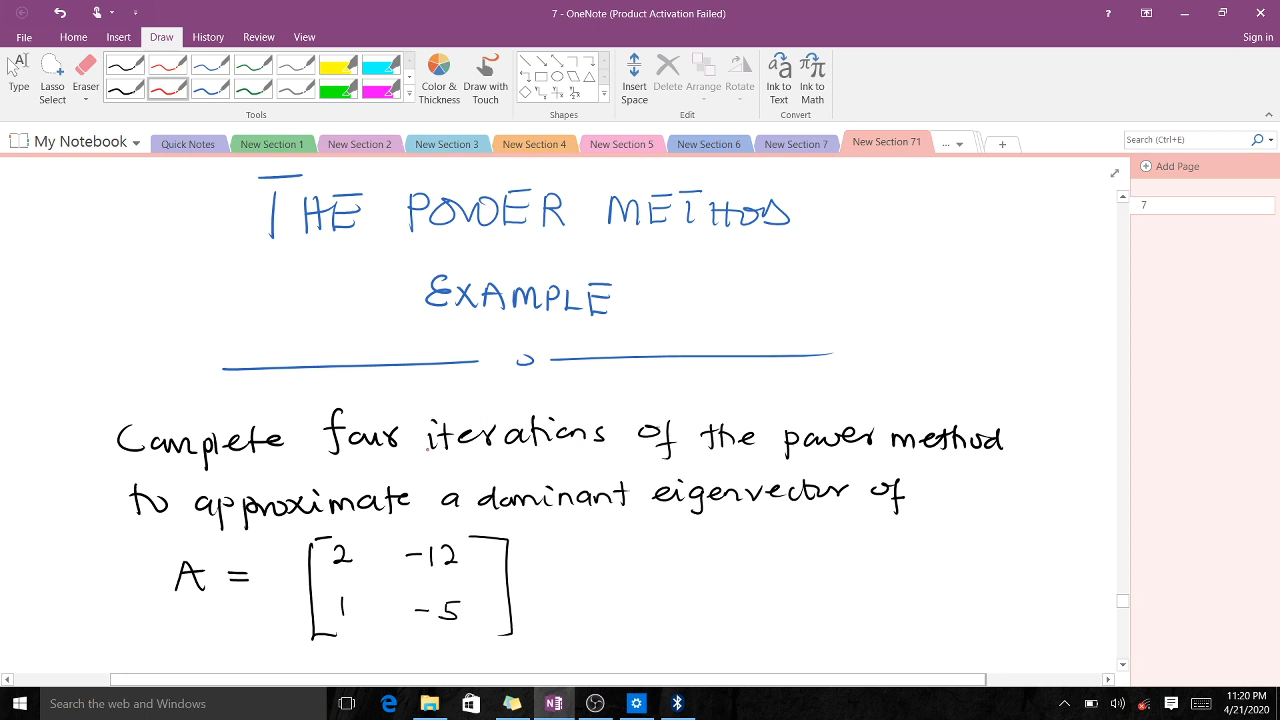 7 - OneNote (Product Activation Failed)
File Home Insert Draw History Review View Sign in
Type Lasso Select Eraser Color & Thickness Draw with Touch Insert Space Delete Arrange Rotate Ink to Text Ink to Math
Tools Shapes Edit Convert
My Notebook Quick Notes New Section 1 New Section 2 New Section 3 New Section 4 New Section 5 New Section 6 New Section 7 New Section 71 ... + Search (Ctrl+E)
Add Page
7
THE POWER METHOD
EXAMPLE
Complete four iterations of the power method
to approximate a dominant eigenvector of
A = [2 -12
1 -5]
Search the web and Windows
11:20 PM
4/21/2020